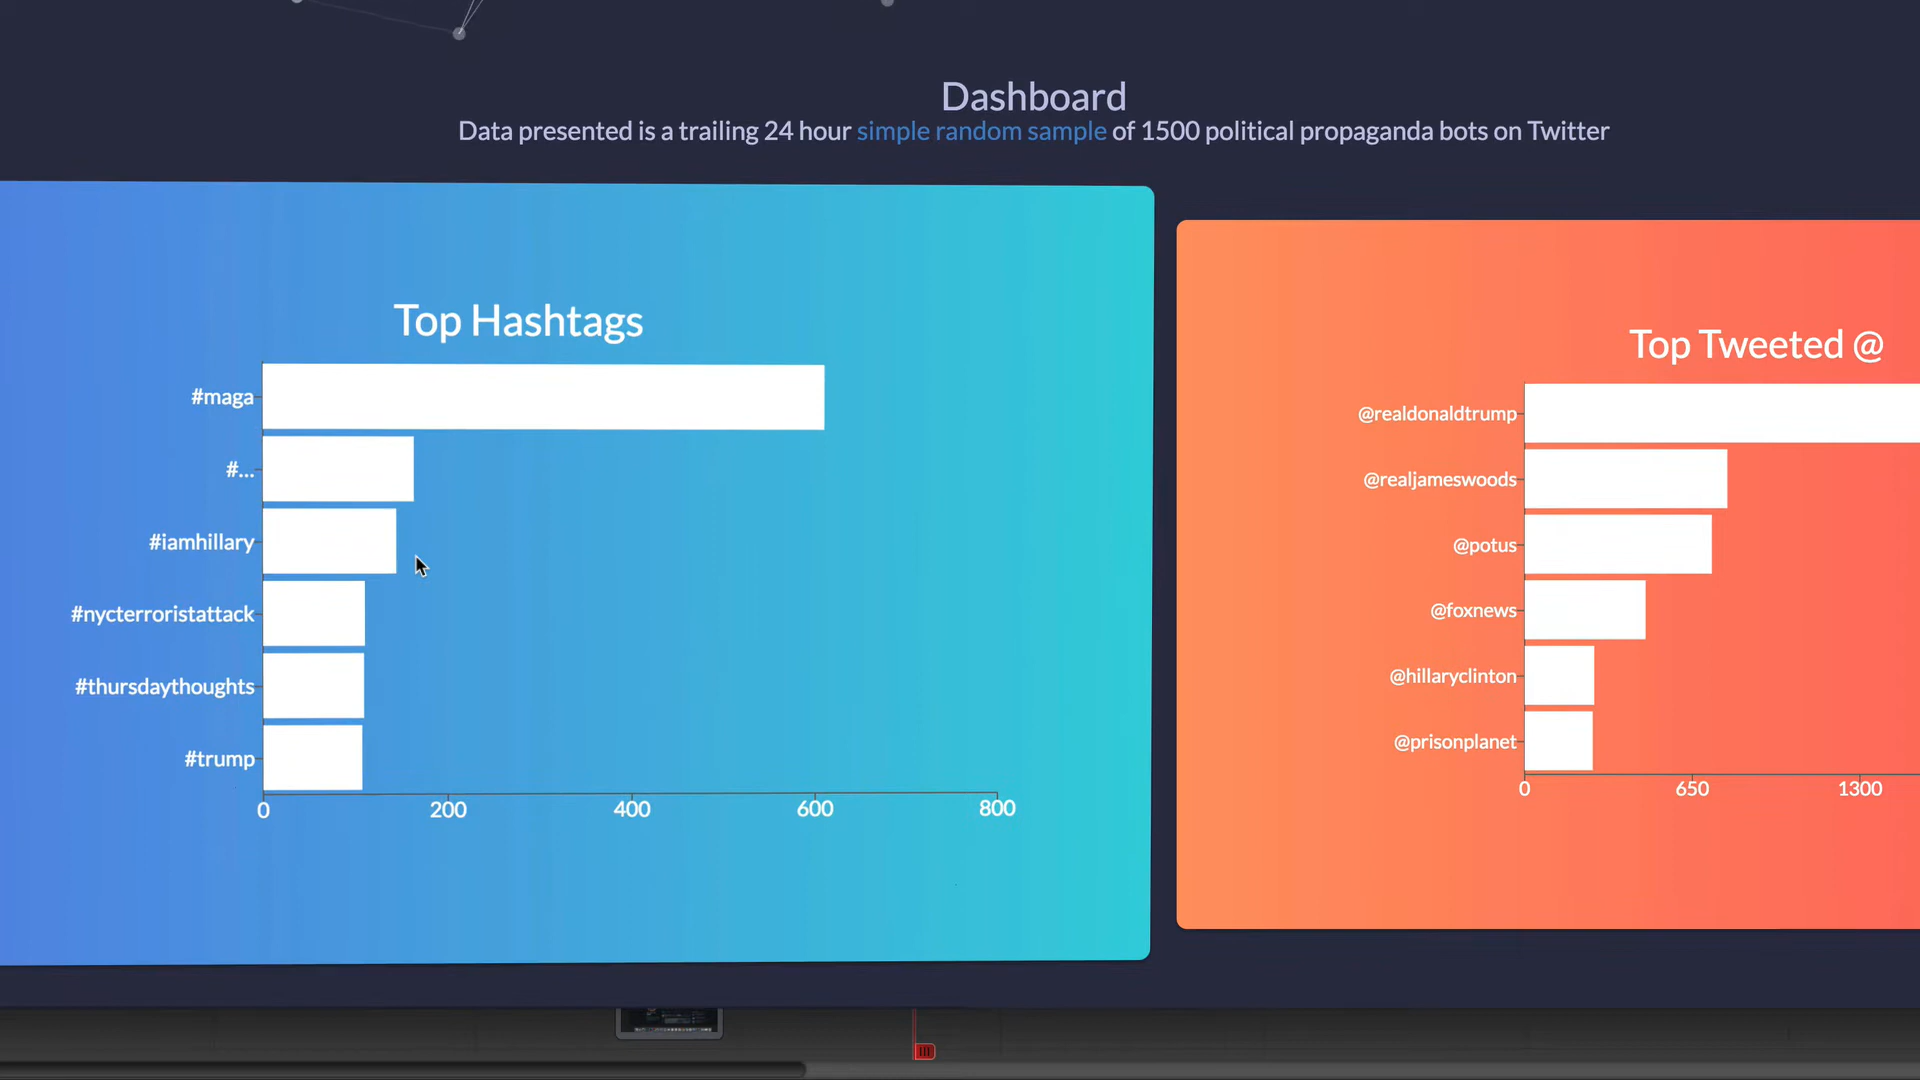 Dashboard
Data presented is a trailing 24 hour simple random sample of 1500 political propaganda bots on Twitter
Top Hashtags
#maga
#...
#iamhillary
#nycterroristattack
#thursdaythoughts
#trump
0 200 400 600 800
Top Tweeted @
@realdonaldtrump
@realjameswoods
@potus
@foxnews
@hillaryclinton
@prisonplanet
0 650 1300